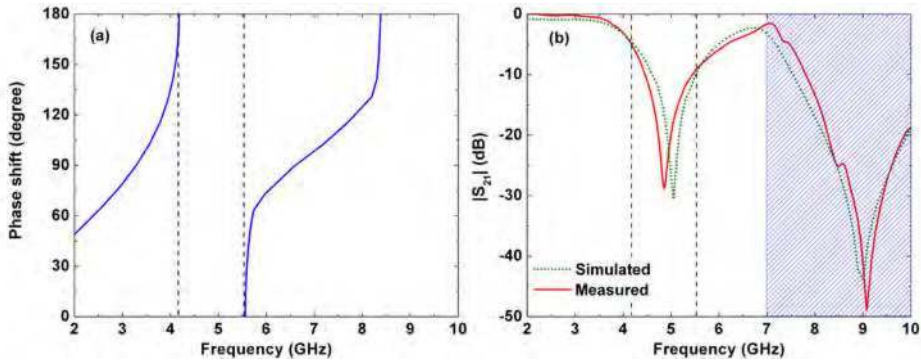 (a)
180
150
120
90
60
30
0
Phase shift (degree)
2 3 4 5 6 7 8 9 10
Frequency (GHz)
(b)
0
-10
-20
-30
-40
-50
|S21| (dB)
Simulated
Measured
2 3 4 5 6 7 8 9 10
Frequency (GHz)